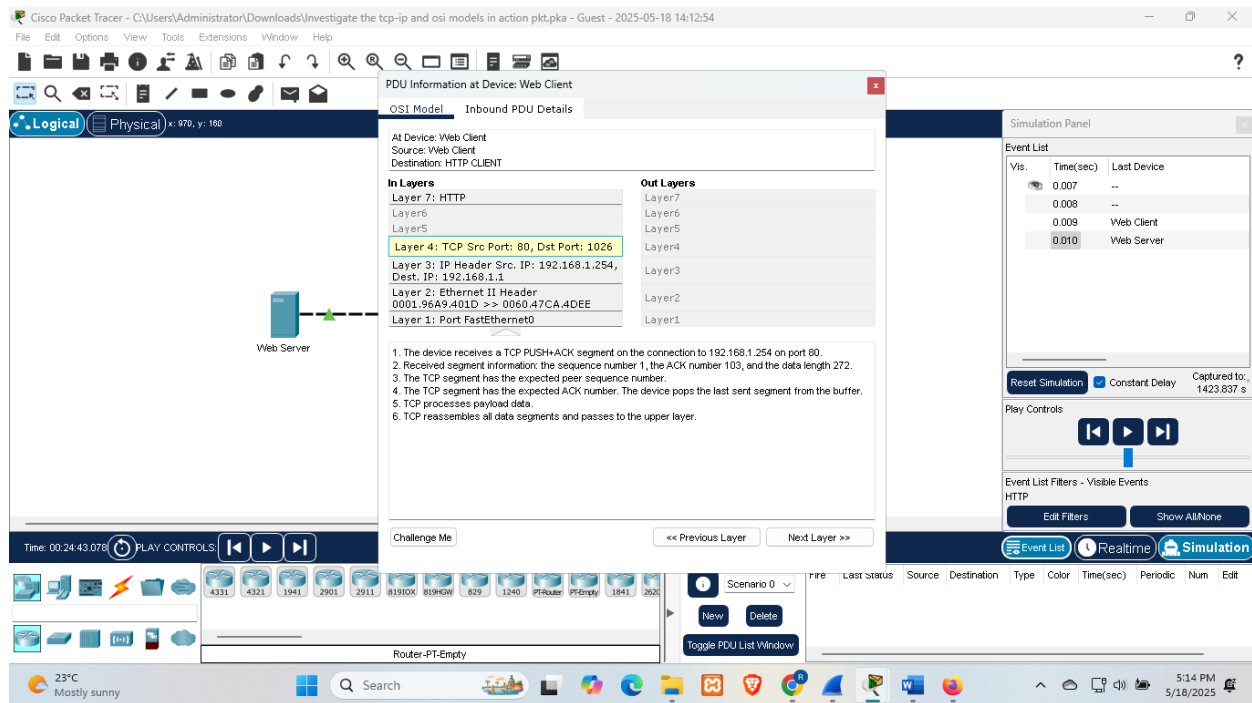 Cisco Packet Tracer - C:\Users\Administrator\Downloads\Investigate the tcp-ip and osi models in action pkt.pka - Guest - 2025-05-18 14:12:54
File Edit Options View Tools Extensions Window Help
?
PDU Information at Device: Web Client
x
OSI Model Inbound PDU Details
Logical Physical x: 970, y: 160
At Device: Web Client
Source: Web Client
Destination: HTTP CLIENT
In Layers
Layer 7: HTTP
Layer6
Layer5
Layer 4: TCP Src Port: 80, Dst Port: 1026
Layer 3: IP Header Src. IP: 192.168.1.254,
Dest. IP: 192.168.1.1
Layer 2: Ethernet II Header
0001.96A9.401D >> 0060.47CA.4DEE
Layer 1: Port FastEthernet0
Out Layers
Layer7
Layer6
Layer5
Layer4
Layer3
Layer2
Layer1
1. The device receives a TCP PUSH+ACK segment on the connection to 192.168.1.254 on port 80.
2. Received segment information: the sequence number 1, the ACK number 103, and the data length 272.
3. The TCP segment has the expected peer sequence number.
4. The TCP segment has the expected ACK number. The device pops the last sent segment from the buffer.
5. TCP processes payload data.
6. TCP reassembles all data segments and passes to the upper layer.
Challenge Me << Previous Layer Next Layer >>
Web Server
Simulation Panel
x
Event List
Vis. Time(sec) Last Device
0.007 --
0.008 --
0.009 Web Client
0.010 Web Server
Reset Simulation Constant Delay Captured to:
1423.837 s
Play Controls
Event List Filters - Visible Events
HTTP
Edit Filters Show All/None
Time: 00:24:43.078 PLAY CONTROLS:
Event List Realtime Simulation
4331 4321 1941 2901 2911 819IOX 819HGW 829 1240 PT-Router PT-Empty 1841 262
Router-PT-Empty
Scenario 0
New Delete
Toggle PDU List Window
Fire Last Status Source Destination Type Color Time(sec) Periodic Num Edit
23°C
Mostly sunny
Search
5:14 PM
5/18/2025